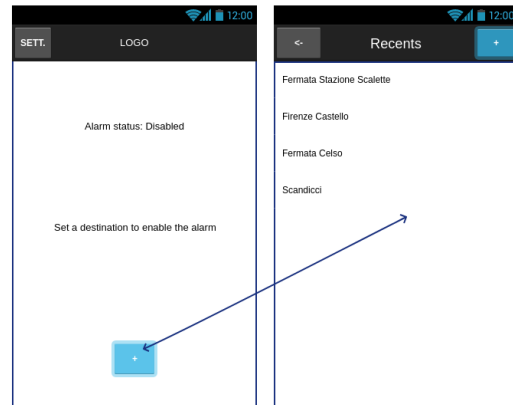 12:00
SETT. LOGO
Alarm status: Disabled
Set a destination to enable the alarm
+
12:00
<- Recents +
Fermata Stazione Scalette
Firenze Castello
Fermata Celso
Scandicci